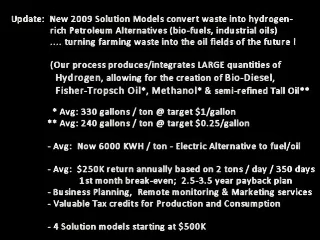 Update: New 2009 Solution Models convert waste into hydrogen-
rich Petroleum Alternatives (bio-fuels, industrial oils)
.... turning farming waste into the oil fields of the future !
(Our process produces/integrates LARGE quantities of
Hydrogen, allowing for the creation of Bio-Diesel,
Fisher-Tropsch Oil*, Methanol* & semi-refined Tall Oil**
* Avg: 330 gallons / ton @ target $1/gallon
** Avg: 240 gallons / ton @ target $0.25/gallon
- Avg: Now 6000 KWH / ton - Electric Alternative to fuel/oil
- Avg: $250K return annually based on 2 tons / day / 350 days
1st month break-even; 2.5-3.5 year payback plan
- Business Planning, Remote monitoring & Marketing services
- Valuable Tax credits for Production and Consumption
- 4 Solution models starting at $500K